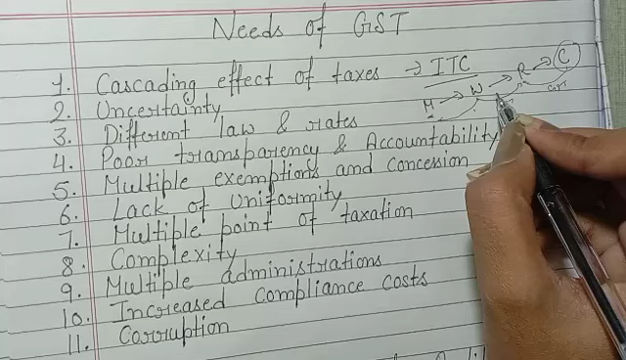 Needs of GST
1. Cascading effect of taxes → ITC
M → W → R → C
2. Uncertainty
3. Different law & rates
4. Poor transparency & Accountability
5. Multiple exemptions and concession
6. Lack of Uniformity
7. Multiple point of taxation
8. Complexity
9. Multiple administrations
10. Increased compliance costs
11. Corruption